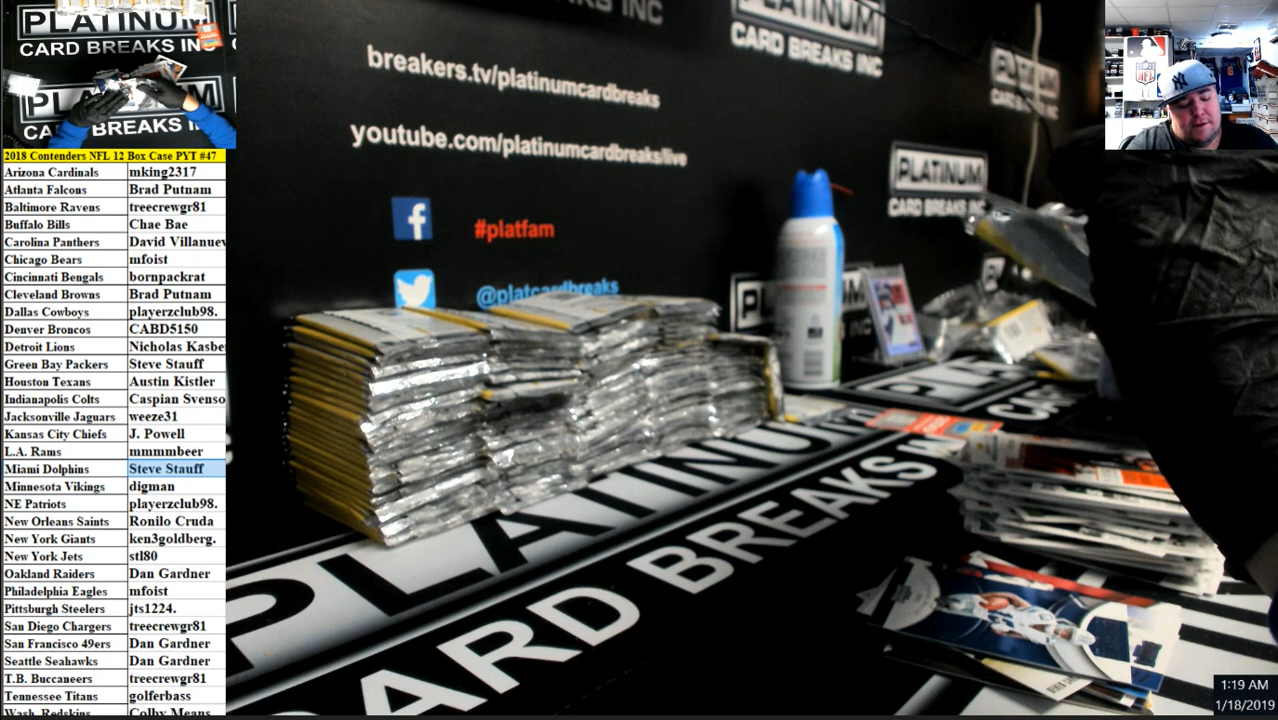 PLATINUM
CARD BREAKS INC
PLATINUM
CARD BREAKS INC
2018 Contenders NFL 12 Box Case PYT #47
Arizona Cardinals mking2317
Atlanta Falcons Brad Putnam
Baltimore Ravens treecrewgr81
Buffalo Bills Chae Bae
Carolina Panthers David Villanuev
Chicago Bears mfoist
Cincinnati Bengals bornpackrat
Cleveland Browns Brad Putnam
Dallas Cowboys playerzclub98.
Denver Broncos CABD5150
Detroit Lions Nicholas Kasbe
Green Bay Packers Steve Stauff
Houston Texans Austin Kistler
Indianapolis Colts Caspian Svenso
Jacksonville Jaguars weeze31
Kansas City Chiefs J. Powell
L.A. Rams mmmmbeer
Miami Dolphins Steve Stauff
Minnesota Vikings digman
NE Patriots playerzclub98.
New Orleans Saints Ronilo Cruda
New York Giants ken3goldberg.
New York Jets stl80
Oakland Raiders Dan Gardner
Philadelphia Eagles mfoist
Pittsburgh Steelers jts1224.
San Diego Chargers treecrewgr81
San Francisco 49ers Dan Gardner
Seattle Seahawks Dan Gardner
T.B. Buccaneers treecrewgr81
Tennessee Titans golferbass
Wash. Redskins Colby Means
BREAKS INC
PLATINUM
CARD BREAKS INC
breakers.tv/platinumcardbreaks
youtube.com/platinumcardbreaks/live
#platfam
@platcardbreaks
PLATINUM
CARD BREAKS INC
PLATINUM
CARD BREAKS
NFL
1:19 AM
1/18/2019